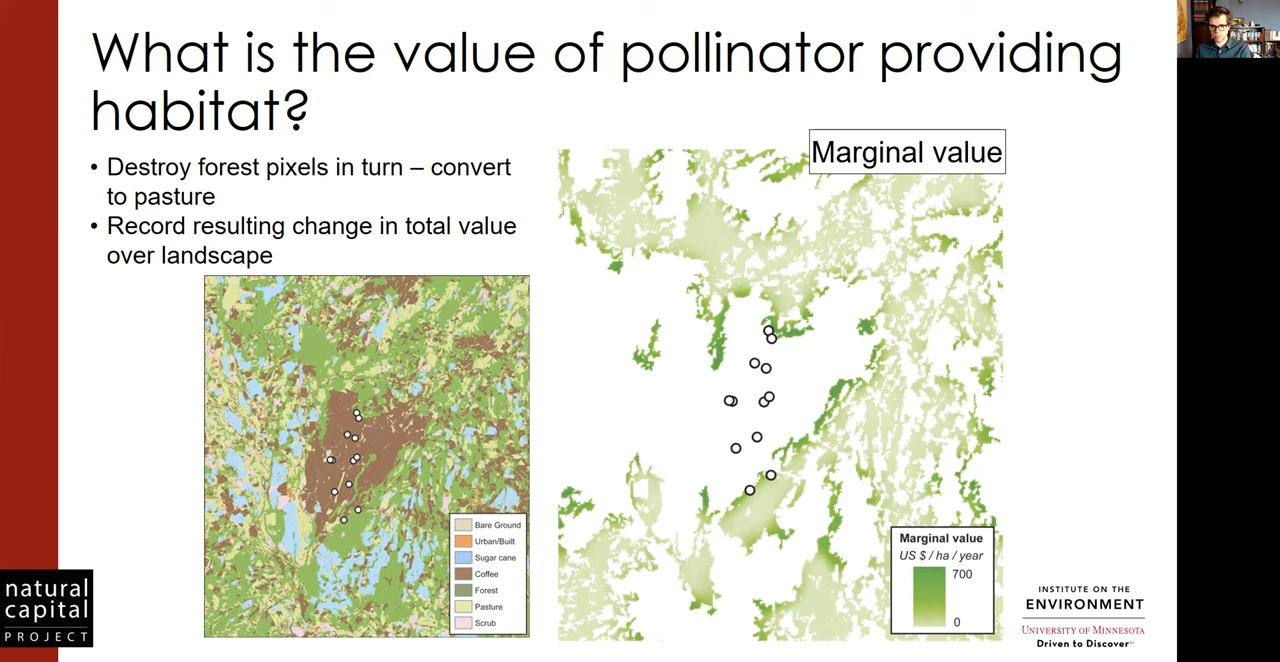 What is the value of pollinator providing
habitat?
• Destroy forest pixels in turn – convert
to pasture
• Record resulting change in total value
over landscape
Marginal value
Bare Ground
Urban/Built
Sugar cane
Coffee
Forest
Pasture
Scrub
Marginal value
US $ / ha / year
700
0
natural
capital
PROJECT
INSTITUTE ON THE
ENVIRONMENT
UNIVERSITY OF MINNESOTA
Driven to Discover℠